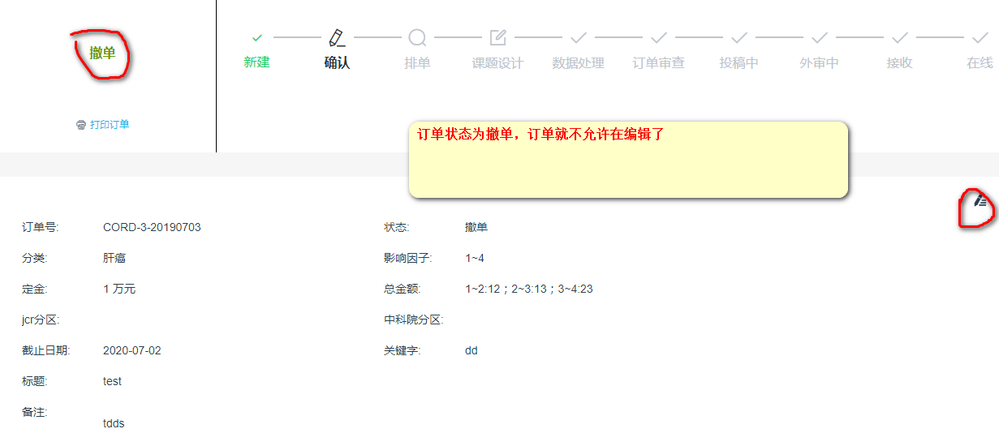 撤单
打印订单
新建 确认 排单 课题设计 数据处理 订单审查 投稿中 外审中 接收 在线
订单状态为撤单，订单就不允许在编辑了
订单号: CORD-3-20190703 状态: 撤单
分类: 肝癌 影响因子: 1~4
定金: 1 万元 总金额: 1~2:12；2~3:13；3~4:23
jcr分区: 中科院分区:
截止日期: 2020-07-02 关键字: dd
标题: test
备注:
tdds